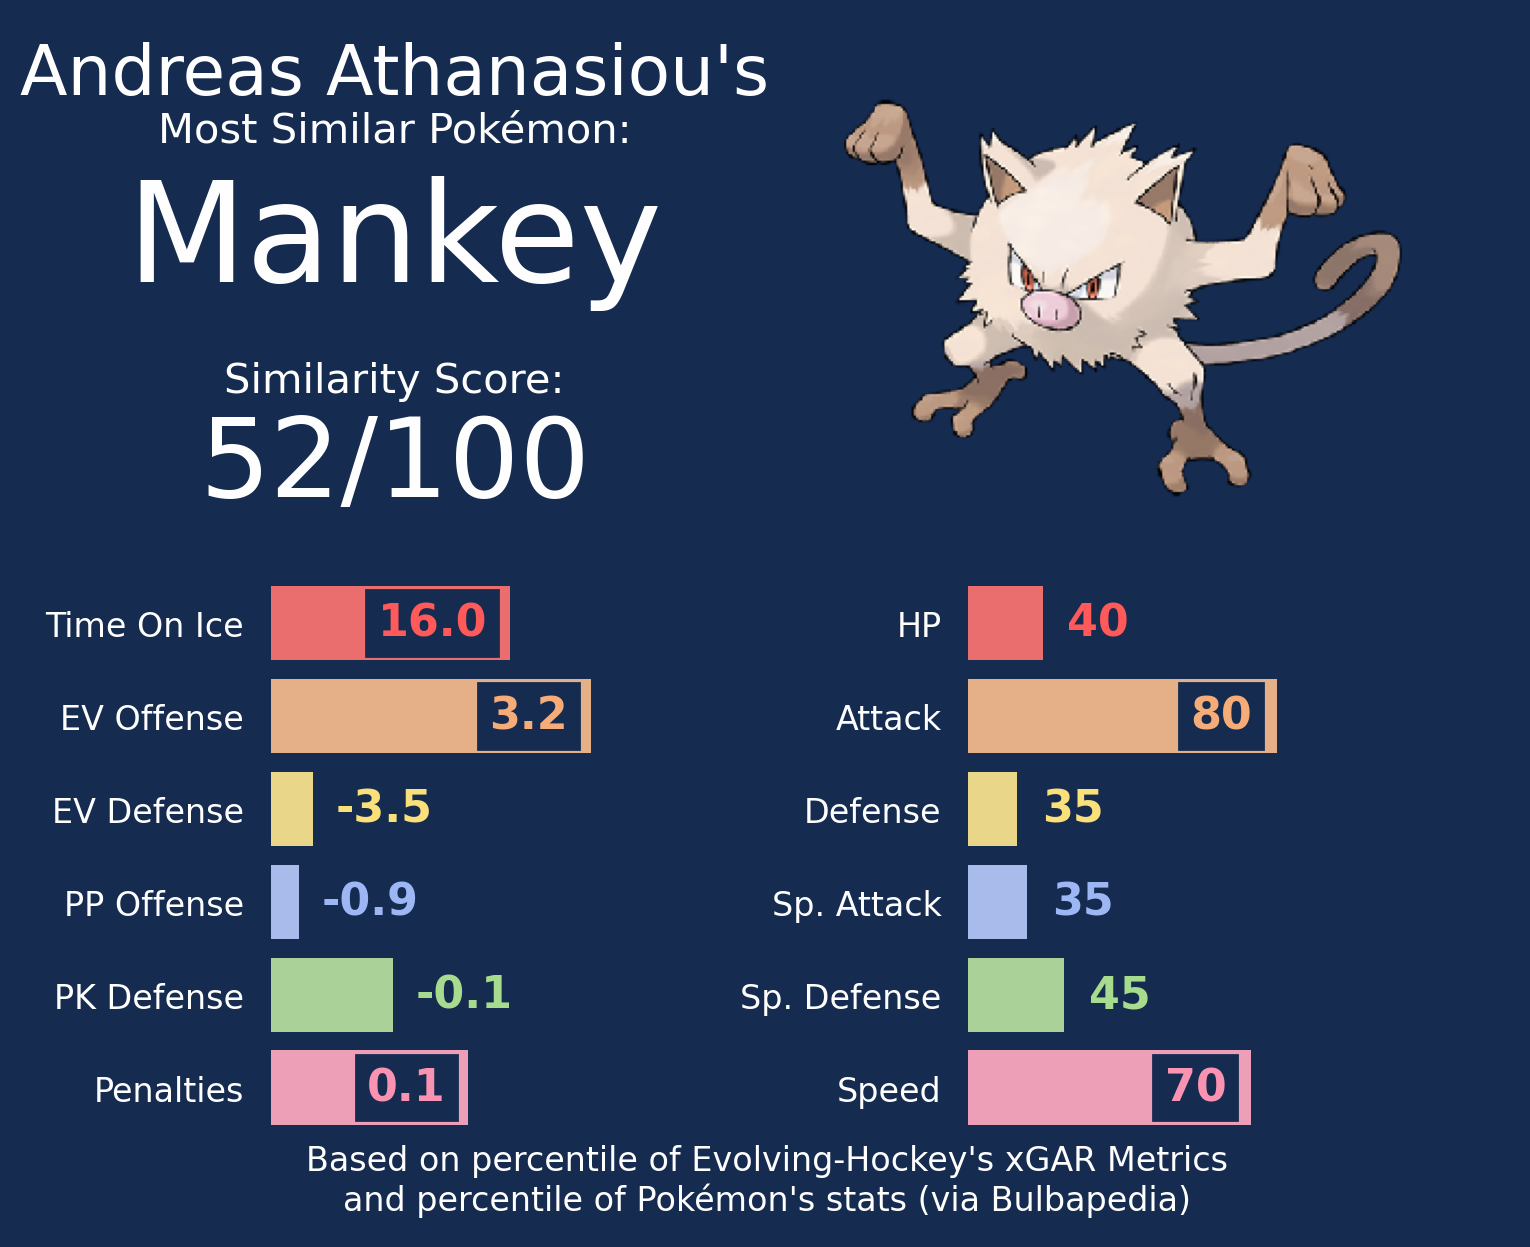 Andreas Athanasiou's
Most Similar Pokémon:
Mankey
Similarity Score:
52/100
Time On Ice 16.0
EV Offense 3.2
EV Defense -3.5
PP Offense -0.9
PK Defense -0.1
Penalties 0.1
HP 40
Attack 80
Defense 35
Sp. Attack 35
Sp. Defense 45
Speed 70
Based on percentile of Evolving-Hockey's xGAR Metrics
and percentile of Pokémon's stats (via Bulbapedia)